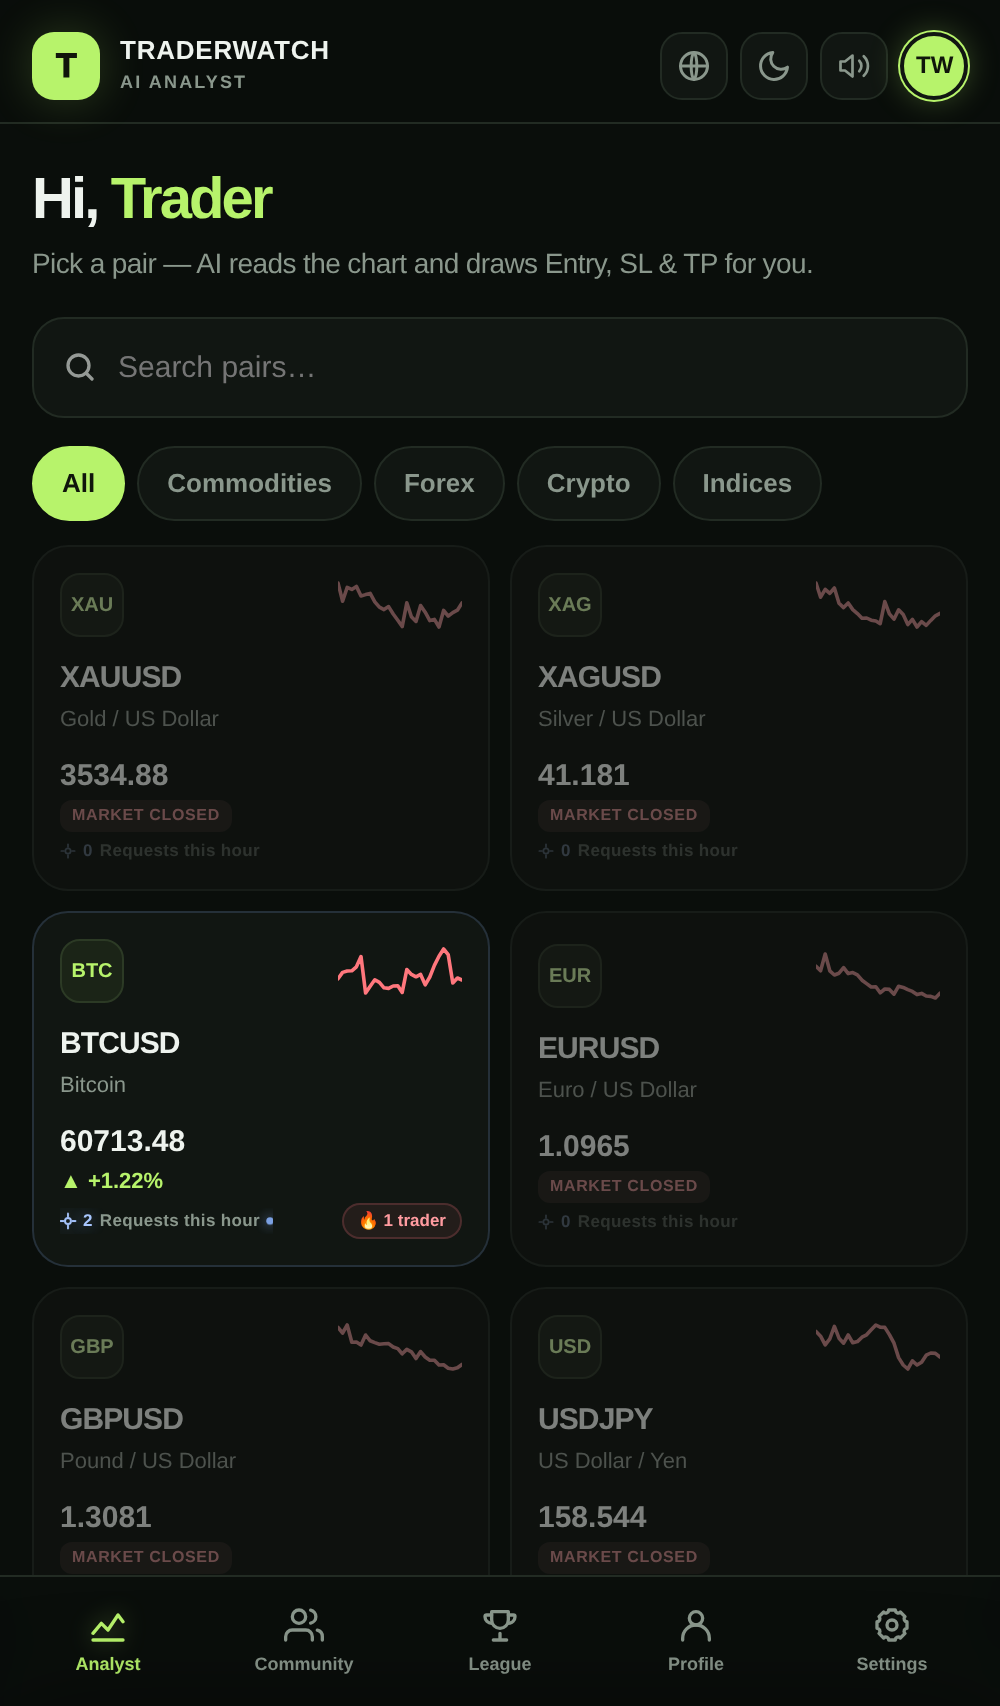 T
TRADERWATCH
AI ANALYST
TW
Hi, Trader
Pick a pair — AI reads the chart and draws Entry, SL & TP for you.
Search pairs…
All
Commodities
Forex
Crypto
Indices
XAU
XAUUSD
Gold / US Dollar
3534.88
MARKET CLOSED
0 Requests this hour
XAG
XAGUSD
Silver / US Dollar
41.181
MARKET CLOSED
0 Requests this hour
BTC
BTCUSD
Bitcoin
60713.48
▲ +1.22%
2 Requests this hour
🔥 1 trader
EUR
EURUSD
Euro / US Dollar
1.0965
MARKET CLOSED
0 Requests this hour
GBP
GBPUSD
Pound / US Dollar
1.3081
MARKET CLOSED
USD
USDJPY
US Dollar / Yen
158.544
MARKET CLOSED
Analyst
Community
League
Profile
Settings